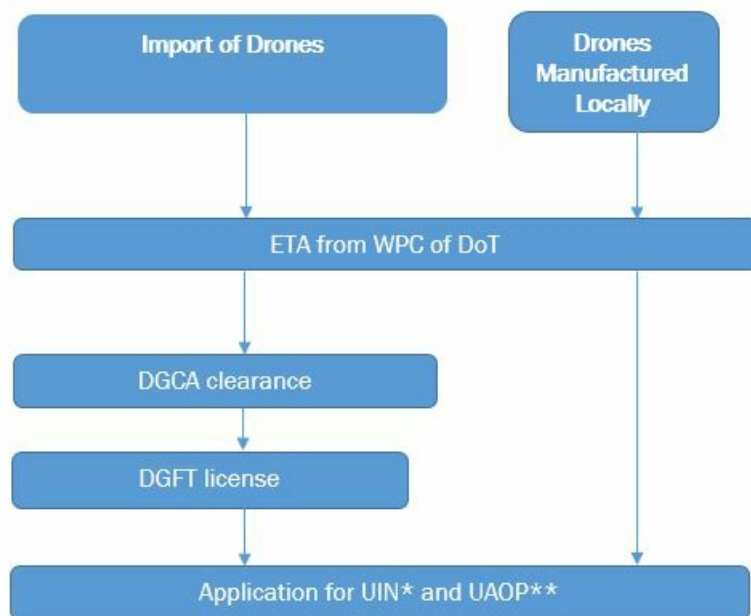 Import of Drones
Drones
Manufactured
Locally
ETA from WPC of DoT
DGCA clearance
DGFT license
Application for UIN* and UAOP**